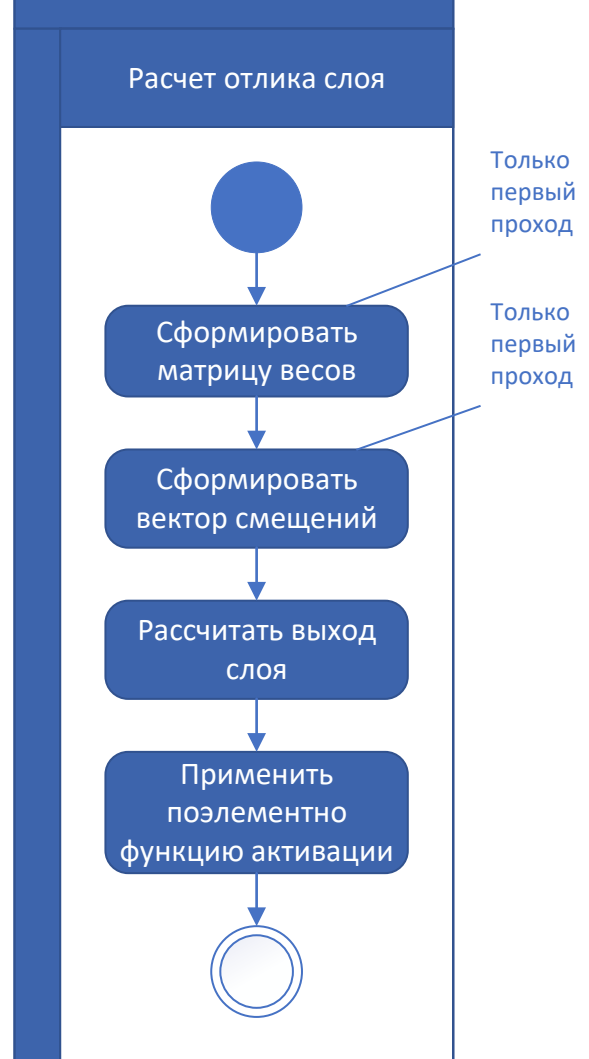 Расчет отлика слоя
Только
первый
проход
Сформировать
матрицу весов
Только
первый
проход
Сформировать
вектор смещений
Рассчитать выход
слоя
Применить
поэлементно
функцию активации